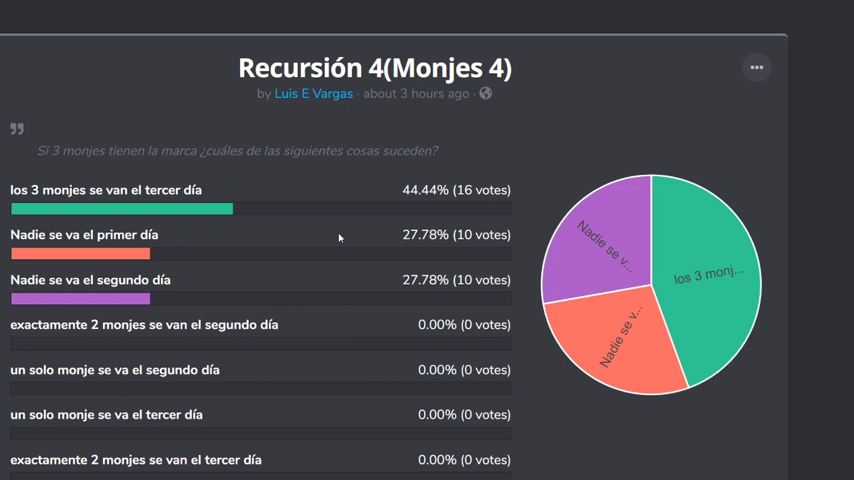 Recursión 4(Monjes 4)
by Luis E Vargas · about 3 hours ago ·
Si 3 monjes tienen la marca ¿cuáles de las siguientes cosas suceden?
los 3 monjes se van el tercer día 44.44% (16 votes)
Nadie se va el primer día 27.78% (10 votes)
Nadie se va el segundo día 27.78% (10 votes)
exactamente 2 monjes se van el segundo día 0.00% (0 votes)
un solo monje se va el segundo día 0.00% (0 votes)
un solo monje se va el tercer día 0.00% (0 votes)
exactamente 2 monjes se van el tercer día 0.00% (0 votes)
Nadie se v...
los 3 monj...
Nadie se v...